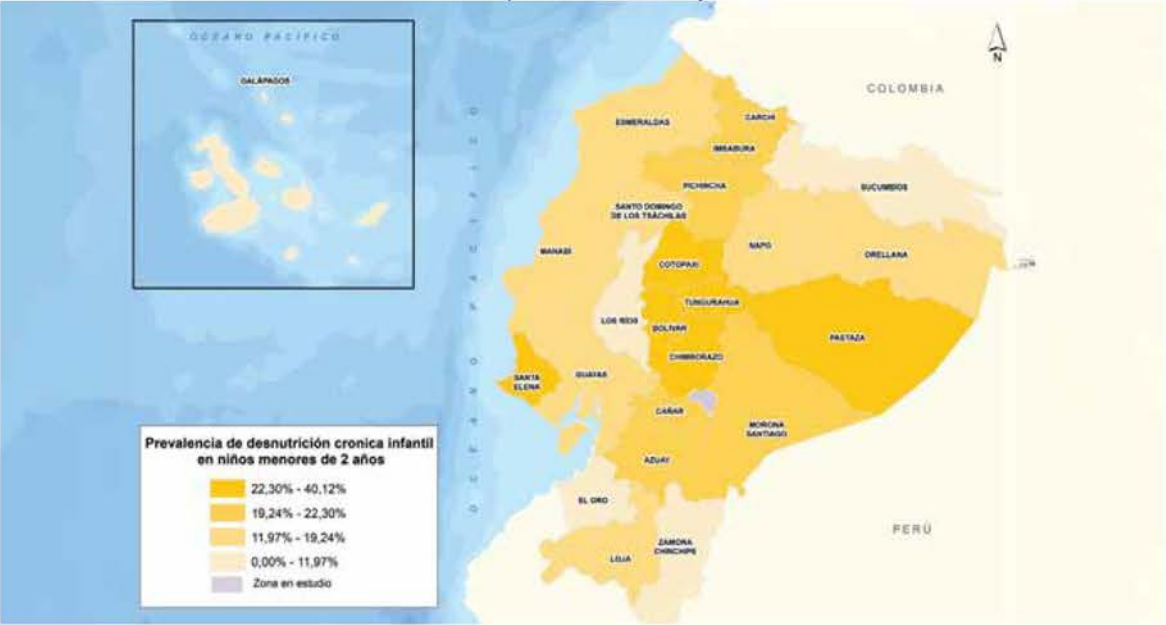 OCÉANO PACÍFICO
GALÁPAGOS
N
COLOMBIA
ESMERALDAS
CARCHI
IMBABURA
PICHINCHA
SUCUMBÍOS
SANTO DOMINGO
DE LOS TSÁCHILAS
MANABÍ
NAPO
ORELLANA
COTOPAXI
TUNGURAHUA
LOS RÍOS
BOLÍVAR
PASTAZA
CHIMBORAZO
SANTA
ELENA
GUAYAS
CAÑAR
MORONA
SANTIAGO
AZUAY
EL ORO
PERÚ
ZAMORA
CHINCHIPE
LOJA
Prevalencia de desnutrición cronica infantil
en niños menores de 2 años
22,30% - 40,12%
19,24% - 22,30%
11,97% - 19,24%
0,00% - 11,97%
Zona en estudio